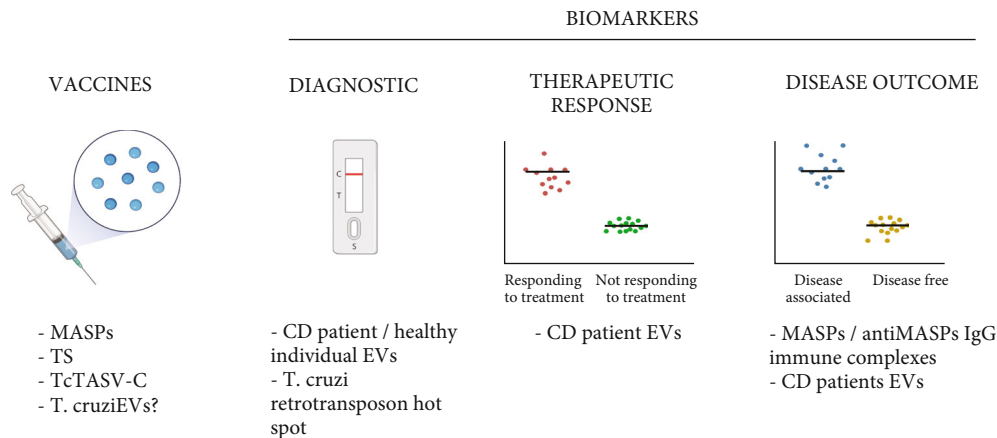 BIOMARKERS
VACCINES
DIAGNOSTIC
THERAPEUTIC
RESPONSE
DISEASE OUTCOME
C
T
S
Responding
to treatment
Not responding
to treatment
Disease
associated
Disease free
- MASPs
- TS
- TcTASV-C
- T. cruziEVs?
- CD patient / healthy
individual EVs
- T. cruzi
retrotransposon hot
spot
- CD patient EVs
- MASPs / antiMASPs IgG
immune complexes
- CD patients EVs